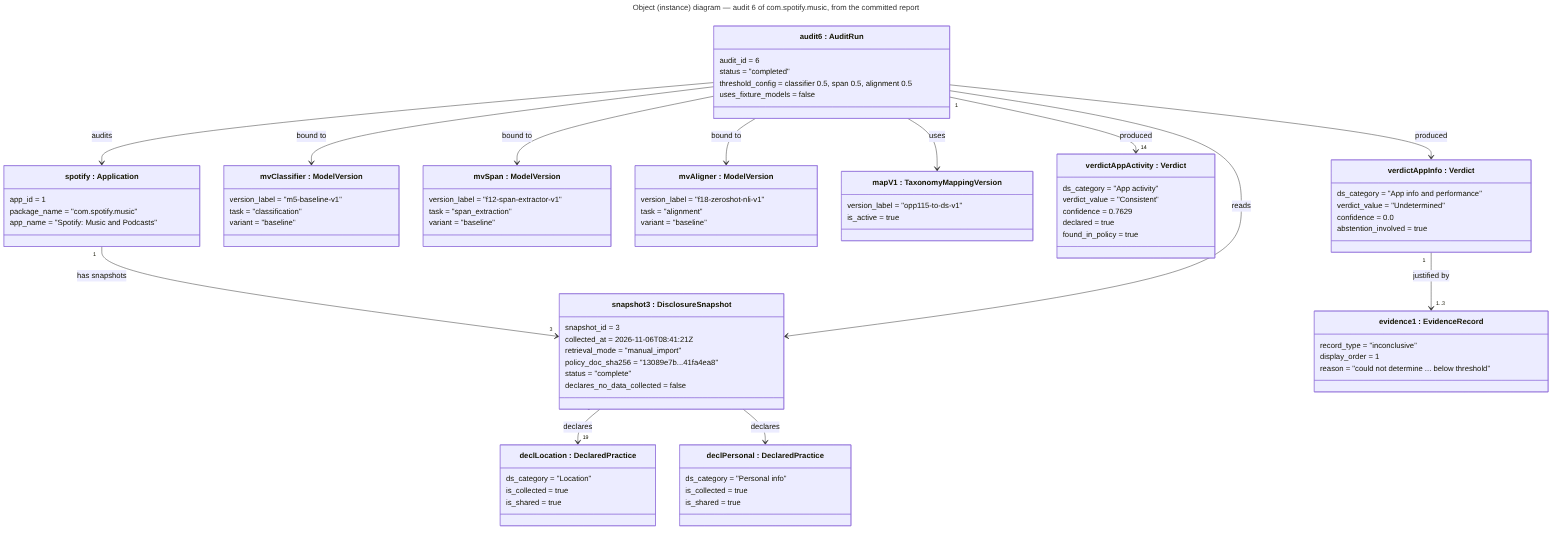 Object (instance) diagram — audit 6 of com.spotify.music, from the committed report
audit6 : AuditRun
audit_id = 6
status = "completed"
threshold_config = classifier 0.5, span 0.5, alignment 0.5
uses_fixture_models = false
1
audits
bound to
bound to
bound to
uses
produced
14
reads
produced
spotify : Application
app_id = 1
package_name = "com.spotify.music"
app_name = "Spotify: Music and Podcasts"
mvClassifier : ModelVersion
version_label = "m5-baseline-v1"
task = "classification"
variant = "baseline"
mvSpan : ModelVersion
version_label = "f12-span-extractor-v1"
task = "span_extraction"
variant = "baseline"
mvAligner : ModelVersion
version_label = "f18-zeroshot-nli-v1"
task = "alignment"
variant = "baseline"
mapV1 : TaxonomyMappingVersion
version_label = "opp115-to-ds-v1"
is_active = true
verdictAppActivity : Verdict
ds_category = "App activity"
verdict_value = "Consistent"
confidence = 0.7629
declared = true
found_in_policy = true
verdictAppInfo : Verdict
ds_category = "App info and performance"
verdict_value = "Undetermined"
confidence = 0.0
abstention_involved = true
1
has snapshots
3
1
justified by
1..3
snapshot3 : DisclosureSnapshot
snapshot_id = 3
collected_at = 2026-11-06T08:41:21Z
retrieval_mode = "manual_import"
policy_doc_sha256 = "13089e7b...41fa4ea8"
status = "complete"
declares_no_data_collected = false
evidence1 : EvidenceRecord
record_type = "inconclusive"
display_order = 1
reason = "could not determine ... below threshold"
declares
19
declares
declLocation : DeclaredPractice
ds_category = "Location"
is_collected = true
is_shared = true
declPersonal : DeclaredPractice
ds_category = "Personal info"
is_collected = true
is_shared = true